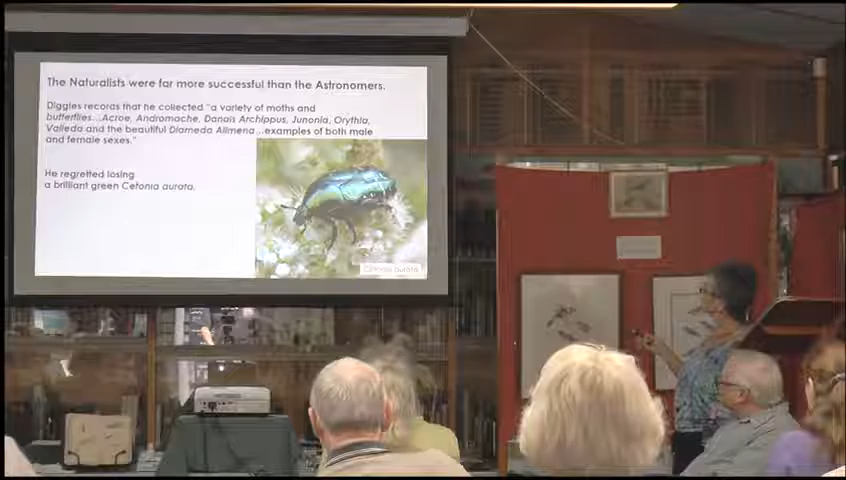 The Naturalists were far more successful than the Astronomers.
Diggles records that he collected "a variety of moths and
butterflies...Acroe, Andromache, Danais Archippus, Junonia, Orythia,
Valleda and the beautiful Diameda Alimena...examples of both male
and female sexes."
He regretted losing
a brilliant green Cetonia aurata.
Cetonia aurata